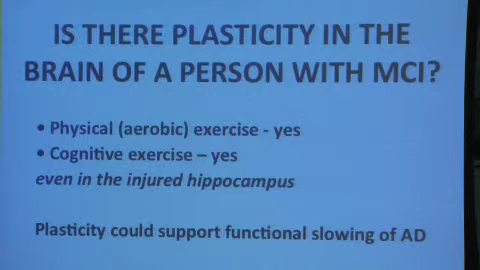 IS THERE PLASTICITY IN THE
BRAIN OF A PERSON WITH MCI?
• Physical (aerobic) exercise - yes
• Cognitive exercise – yes
even in the injured hippocampus
Plasticity could support functional slowing of AD